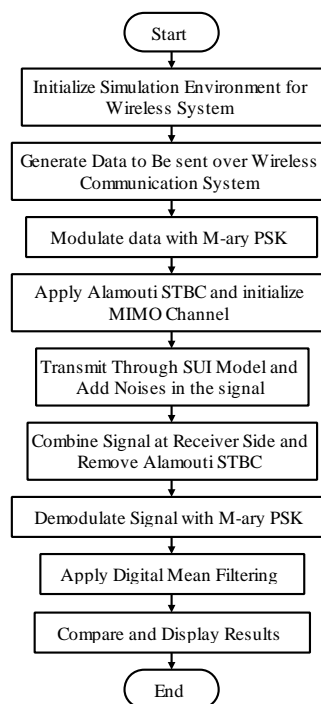 Start
Initialize Simulation Environment for
Wireless System
Generate Data to Be sent over Wireless
Communication System
Modulate data with M-ary PSK
Apply Alamouti STBC and initialize
MIMO Channel
Transmit Through SUI Model and
Add Noises in the signal
Combine Signal at Receiver Side and
Remove Alamouti STBC
Demodulate Signal with M-ary PSK
Apply Digital Mean Filtering
Compare and Display Results
End